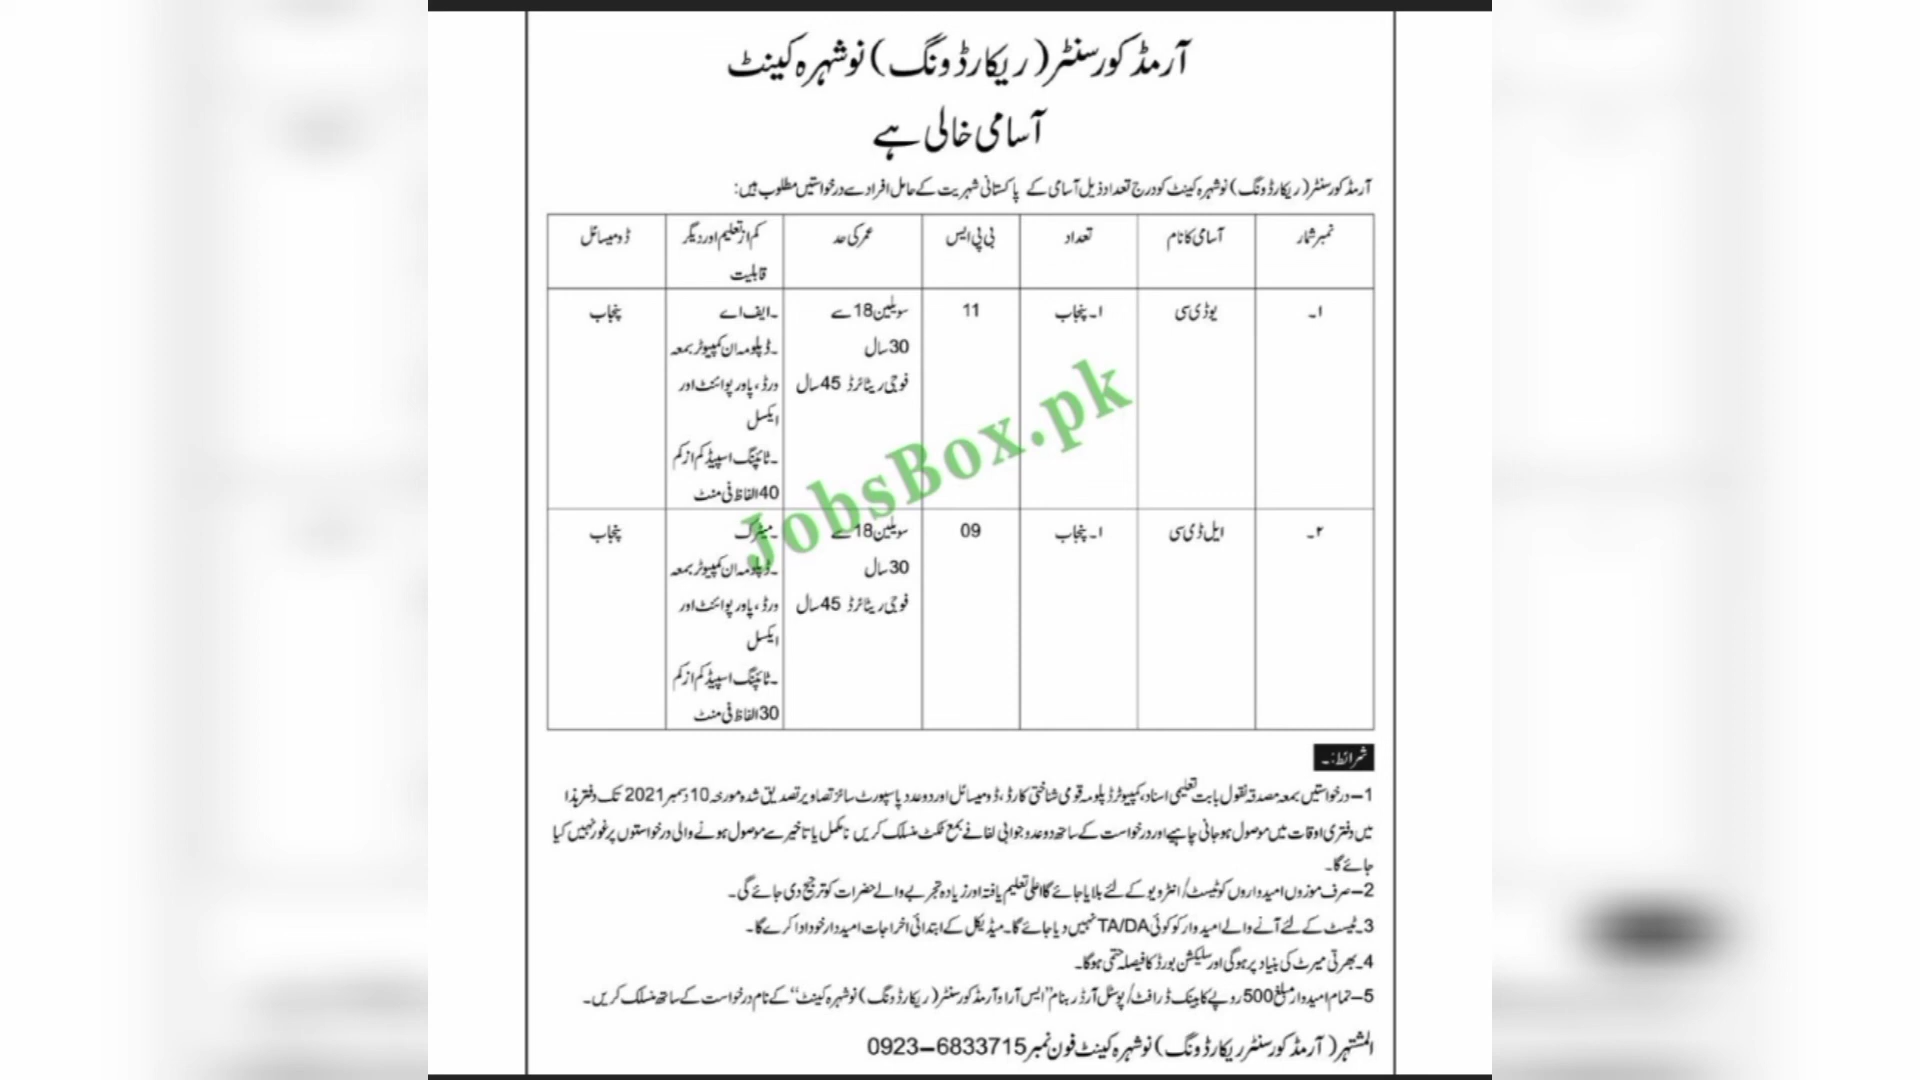 آرمڈ کور سنٹر (ریکارڈ ونگ) نوشہرہ کینٹ
آسامی خالی ہے
آرمڈ کور سنٹر (ریکارڈ ونگ) نوشہرہ کینٹ کو درج تعداد ذیل آسامی کے پاکستانی شہریت کے حامل افراد سے درخواستیں مطلوب ہیں:
نمبر شمار
آسامی کا نام
تعداد
بی پی ایس
عمر کی حد
کم از تعلیم اور دیگر
قابلیت
ڈومیسائل
۱۔
یو ڈی سی
۱۔ پنجاب
11
سویلین 18 سے
30 سال
فوجی ریٹائرڈ 45 سال
۔ایف اے
۔ڈپلومہ ان کمپیوٹر بمعہ
ورڈ، پاور پوائنٹ اور
ایکسل
۔ٹائپنگ اسپیڈ کم از کم
40 الفاظ فی منٹ
پنجاب
۲۔
ایل ڈی سی
۱۔ پنجاب
09
سویلین 18 سے
30 سال
فوجی ریٹائرڈ 45 سال
۔میٹرک
۔ڈپلومہ ان کمپیوٹر بمعہ
ورڈ، پاور پوائنٹ اور
ایکسل
۔ٹائپنگ اسپیڈ کم از کم
30 الفاظ فی منٹ
پنجاب
JobsBox.pk
شرائط:۔
1–درخواستیں بمعہ مصدقہ نقول بابت تعلیمی اسناد، کمپیوٹر ڈپلومہ قومی شناختی کارڈ، ڈومیسائل اور دو عدد پاسپورٹ سائز تصاویر تصدیق شدہ مورخہ 10 دسمبر 2021 تک دفتر ہذا
میں دفتری اوقات میں موصول ہو جانی چاہیے اور درخواست کے ساتھ دو عدد جوابی لفافے بمع ٹکٹ منسلک کریں نامکمل یا تاخیر سے موصول ہونے والی درخواستوں پر غور نہیں کیا
جائے گا۔
2–صرف موزوں امیدواروں کو ٹیسٹ/انٹرویو کے لئے بلایا جائے گا اعلیٰ تعلیم یافتہ اور زیادہ تجربے والے حضرات کو ترجیح دی جائے گی۔
3۔ٹیسٹ کے لئے آنے والے امیدوار کو کوئی TA/DA نہیں دیا جائے گا۔ میڈیکل کے ابتدائی اخراجات امیددار خود ادا کرے گا۔
4۔بھرتی میرٹ کی بنیاد پر ہوگی اور سلیکشن بورڈ کا فیصلہ حتمی ہوگا۔
5–تمام امیدوار مبلغ 500 روپے کا بینک ڈرافٹ/پوسٹل آرڈر بنام "ایس آر او آرمڈ کور سنٹر (ریکارڈ ونگ) نوشہرہ کینٹ" کے نام درخواست کے ساتھ منسلک کریں۔
المشتہر (آرمڈ کور سنٹر ریکارڈ ونگ) نوشہرہ کینٹ فون نمبر 0923–6833715